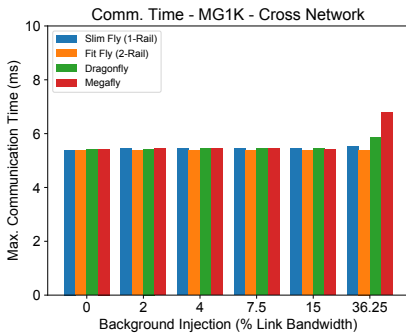 Comm. Time - MG1K - Cross Network
Slim Fly (1-Rail)
Fit Fly (2-Rail)
Dragonfly
Megafly
Max. Communication Time (ms)
10
8
6
4
2
0
0 2 4 7.5 15 36.25
Background Injection (% Link Bandwidth)